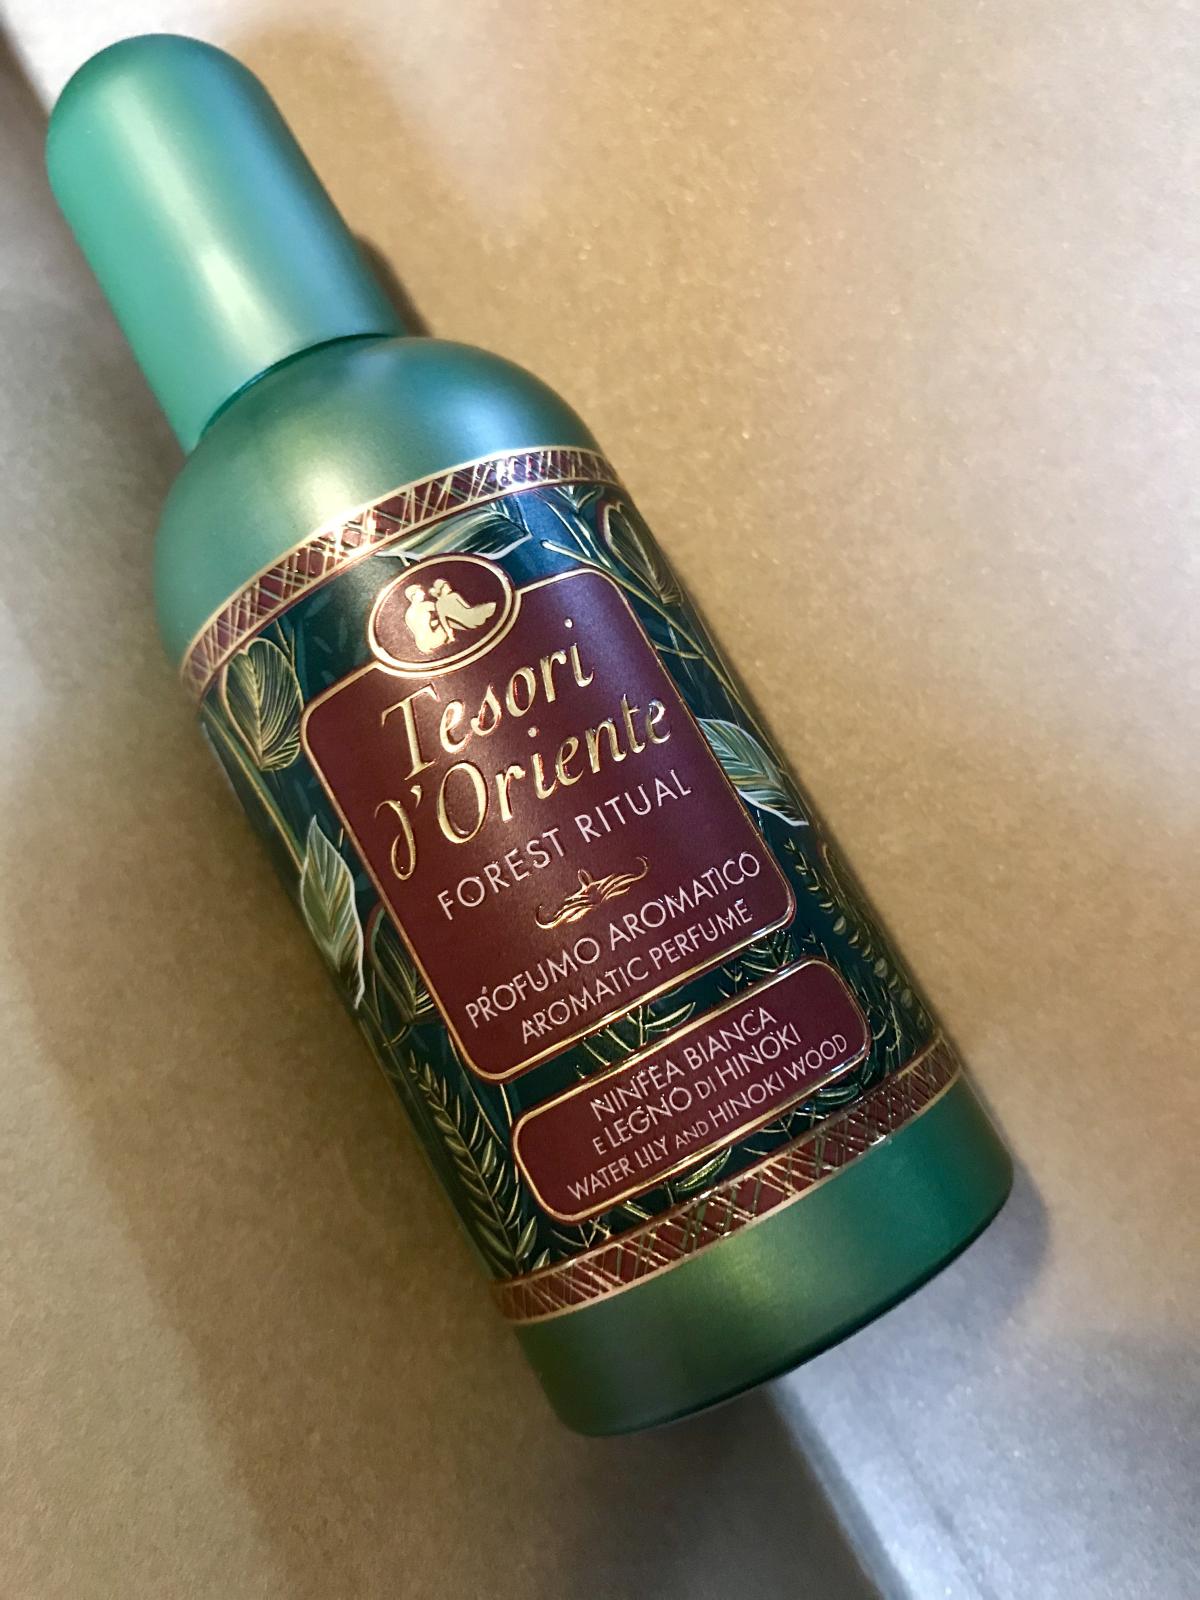 Tesori
d'Oriente
FOREST RITUAL
PROFUMO AROMATICO
AROMATIC PERFUME
NINFEA BIANCA
E LEGNO DI HINOKI
WATER LILY AND HINOKI WOOD